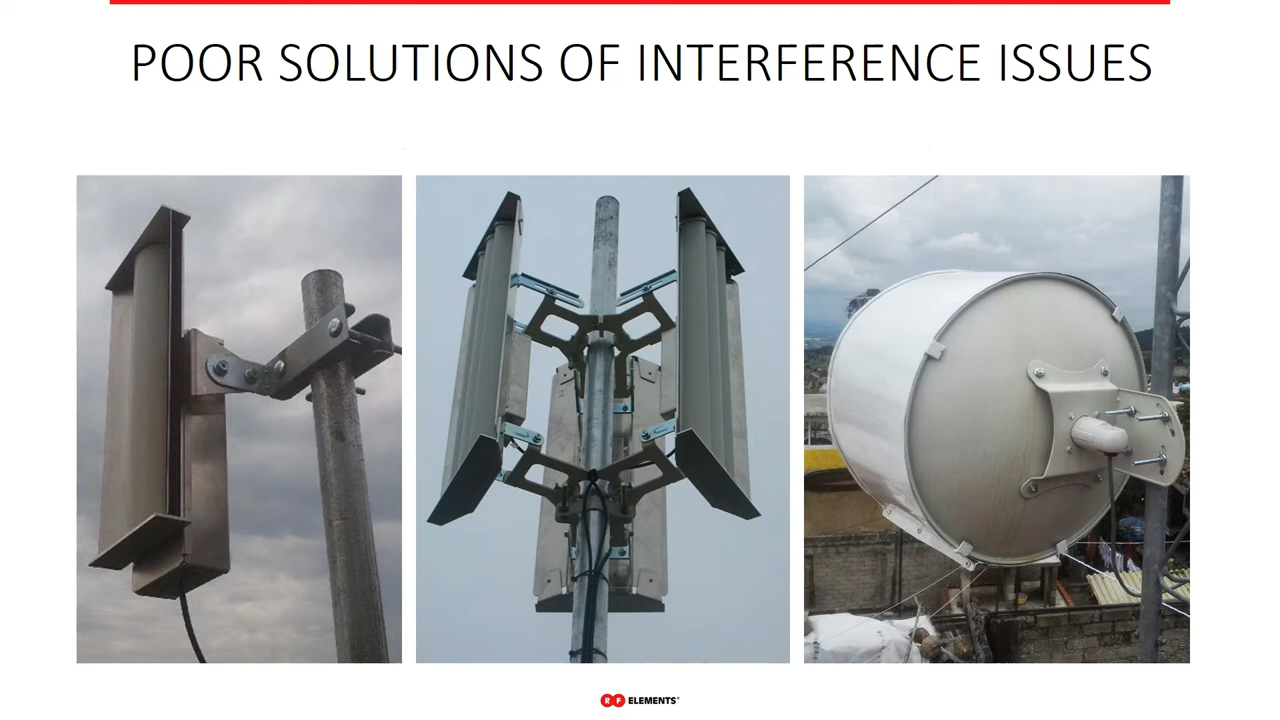 POOR SOLUTIONS OF INTERFERENCE ISSUES
RF ELEMENTS®